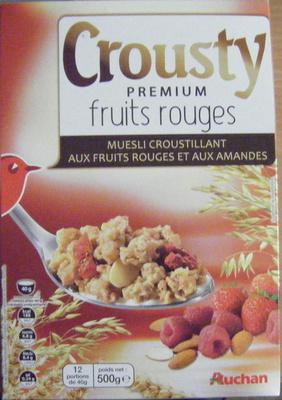 Crousty
PREMIUM
fruits rouges
MUESLI CROUSTILLANT
AUX FRUITS ROUGES ET AUX AMANDES
40g
12
portions
de 40g
poids net :
500g e
Auchan